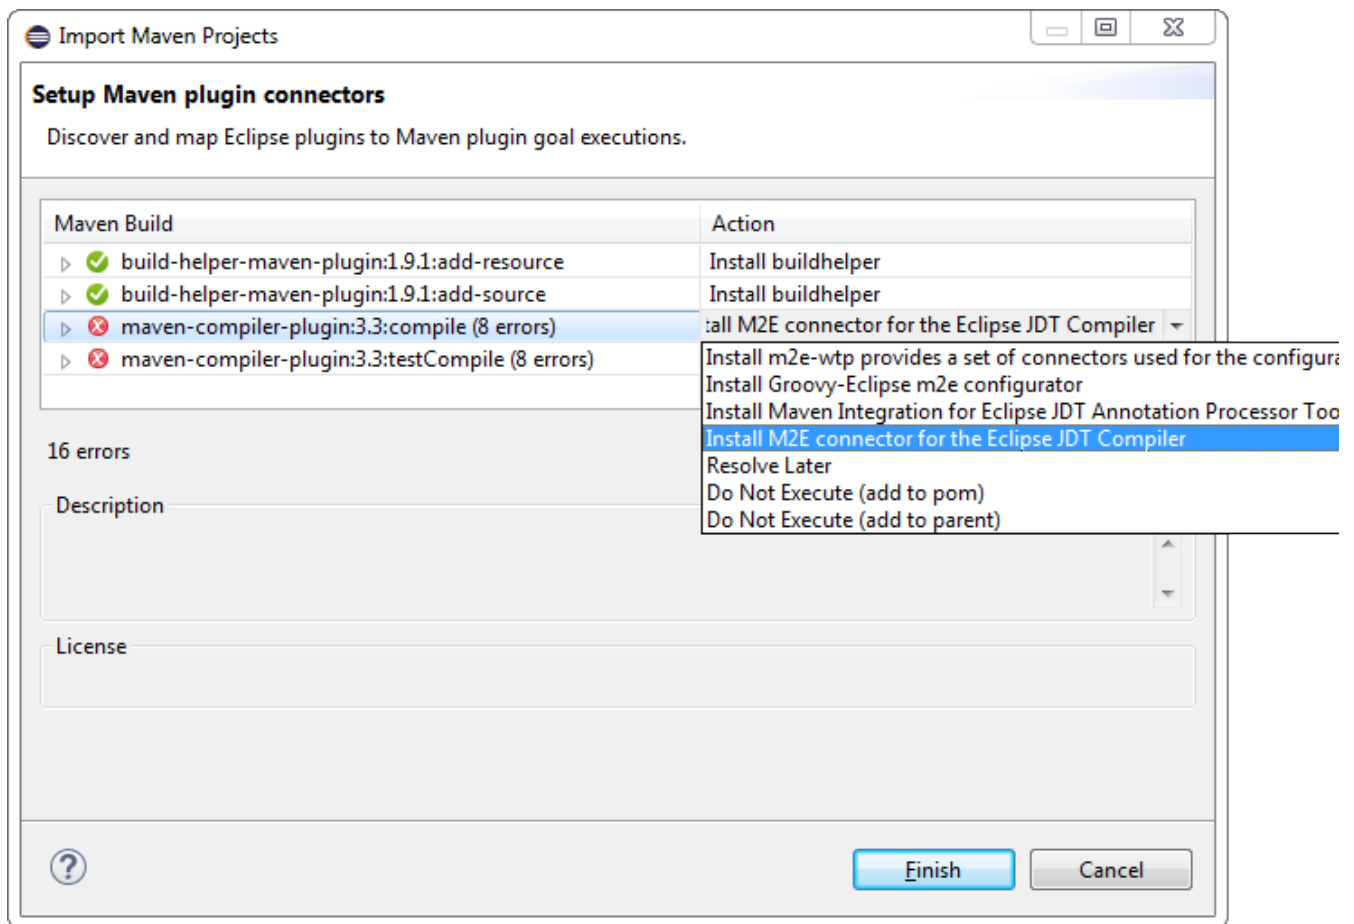 Import Maven Projects
Setup Maven plugin connectors
Discover and map Eclipse plugins to Maven plugin goal executions.
Maven Build Action
build-helper-maven-plugin:1.9.1:add-resource Install buildhelper
build-helper-maven-plugin:1.9.1:add-source Install buildhelper
maven-compiler-plugin:3.3:compile (8 errors) tall M2E connector for the Eclipse JDT Compiler
maven-compiler-plugin:3.3:testCompile (8 errors)
Install m2e-wtp provides a set of connectors used for the configura
Install Groovy-Eclipse m2e configurator
Install Maven Integration for Eclipse JDT Annotation Processor Too
Install M2E connector for the Eclipse JDT Compiler
Resolve Later
Do Not Execute (add to pom)
Do Not Execute (add to parent)
16 errors
Description
License
?
Finish Cancel